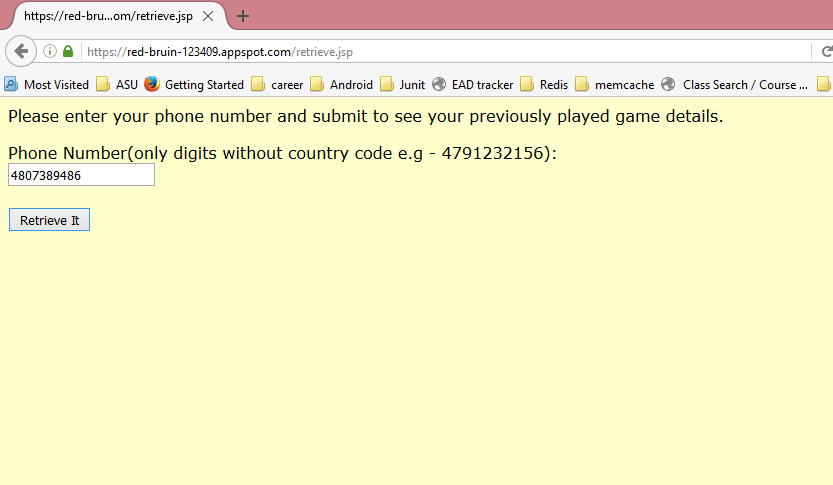 https://red-bru...om/retrieve.jsp
https://red-bruin-123409.appspot.com/retrieve.jsp
Most Visited ASU Getting Started career Android Junit EAD tracker Redis memcache Class Search / Course ...
Please enter your phone number and submit to see your previously played game details.
Phone Number(only digits without country code e.g - 4791232156):
4807389486
Retrieve It